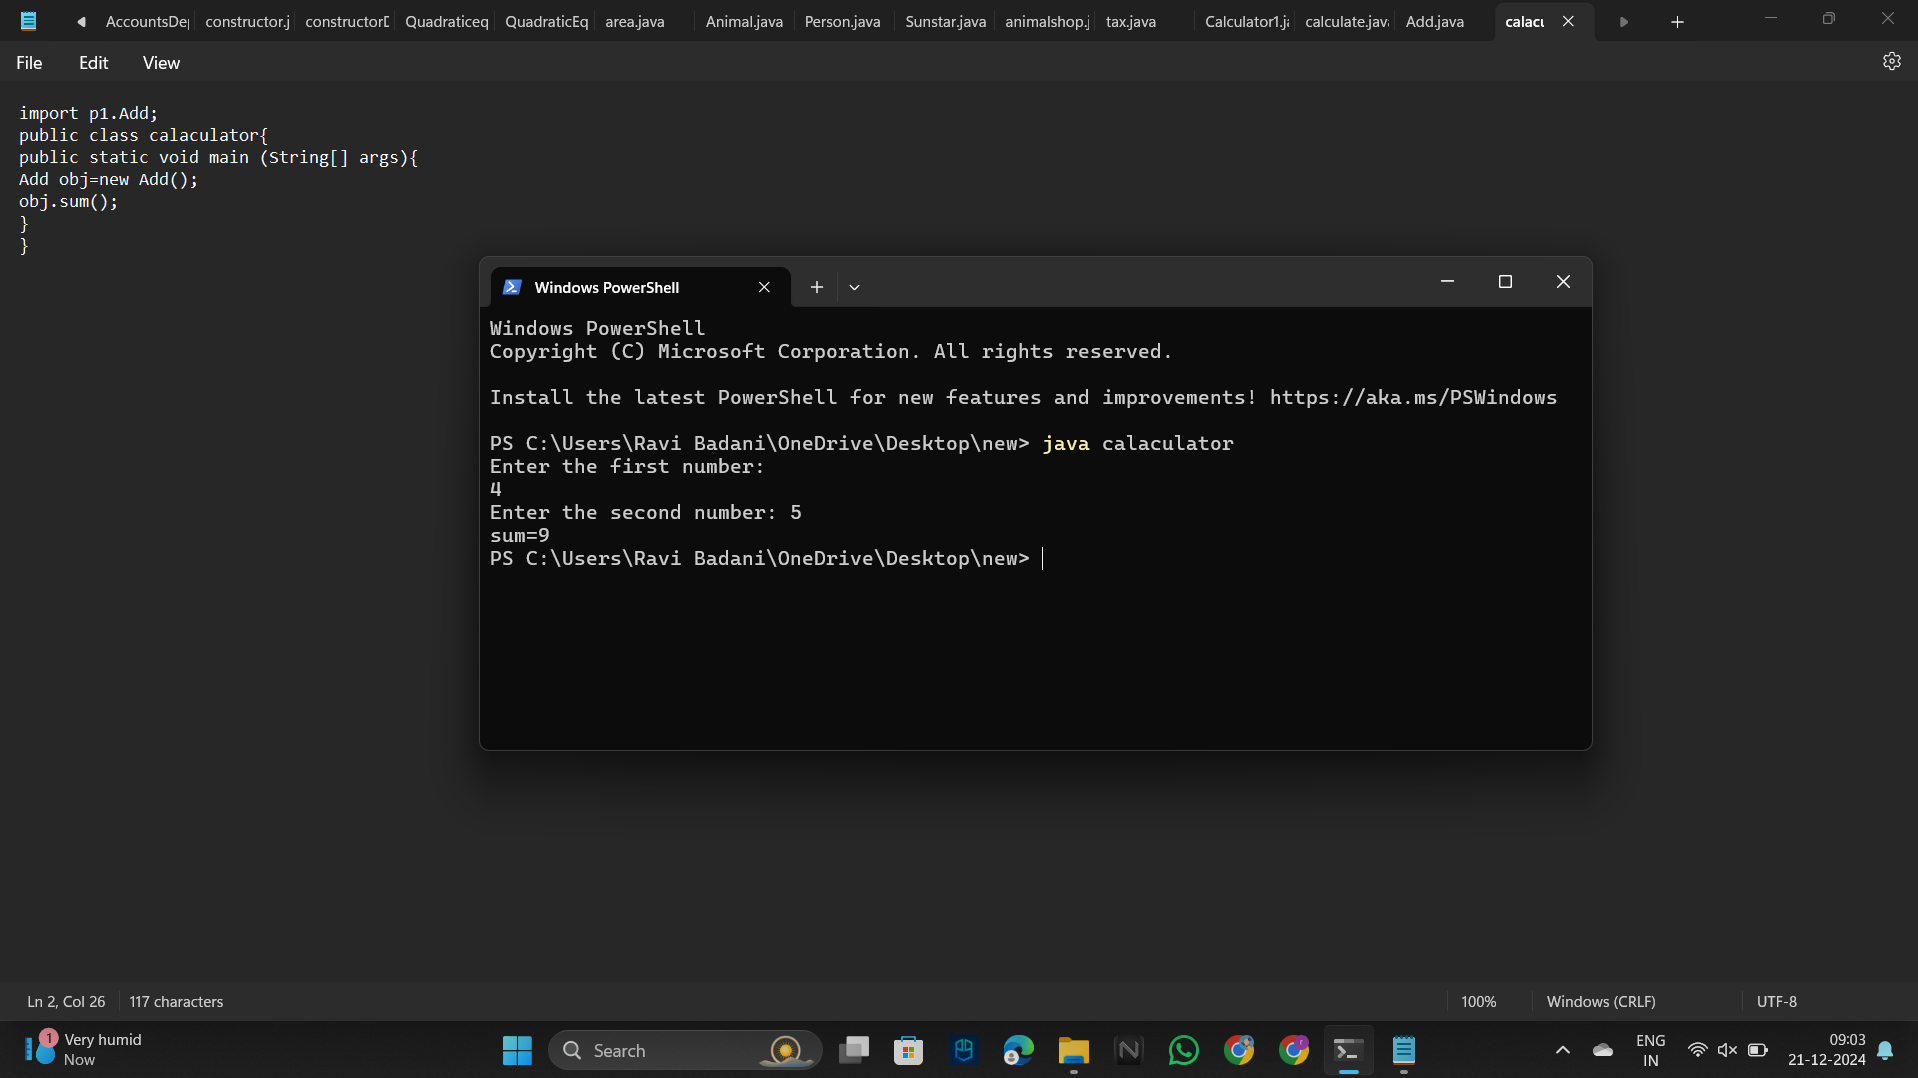 AccountsDep
constructor.j
constructorD
Quadraticeq
QuadraticEq
area.java
Animal.java
Person.java
Sunstar.java
animalshop.j
tax.java
Calculator1.ja
calculate.java
Add.java
calacu
File
Edit
View
import p1.Add;
public class calaculator{
public static void main (String[] args){
Add obj=new Add();
obj.sum();
}
}
Windows PowerShell
Windows PowerShell
Copyright (C) Microsoft Corporation. All rights reserved.
Install the latest PowerShell for new features and improvements! https://aka.ms/PSWindows
PS C:\Users\Ravi Badani\OneDrive\Desktop\new> java calaculator
Enter the first number:
4
Enter the second number: 5
sum=9
PS C:\Users\Ravi Badani\OneDrive\Desktop\new>
Ln 2, Col 26
117 characters
100%
Windows (CRLF)
UTF-8
1
Very humid
Now
Search
ENG
IN
09:03
21-12-2024